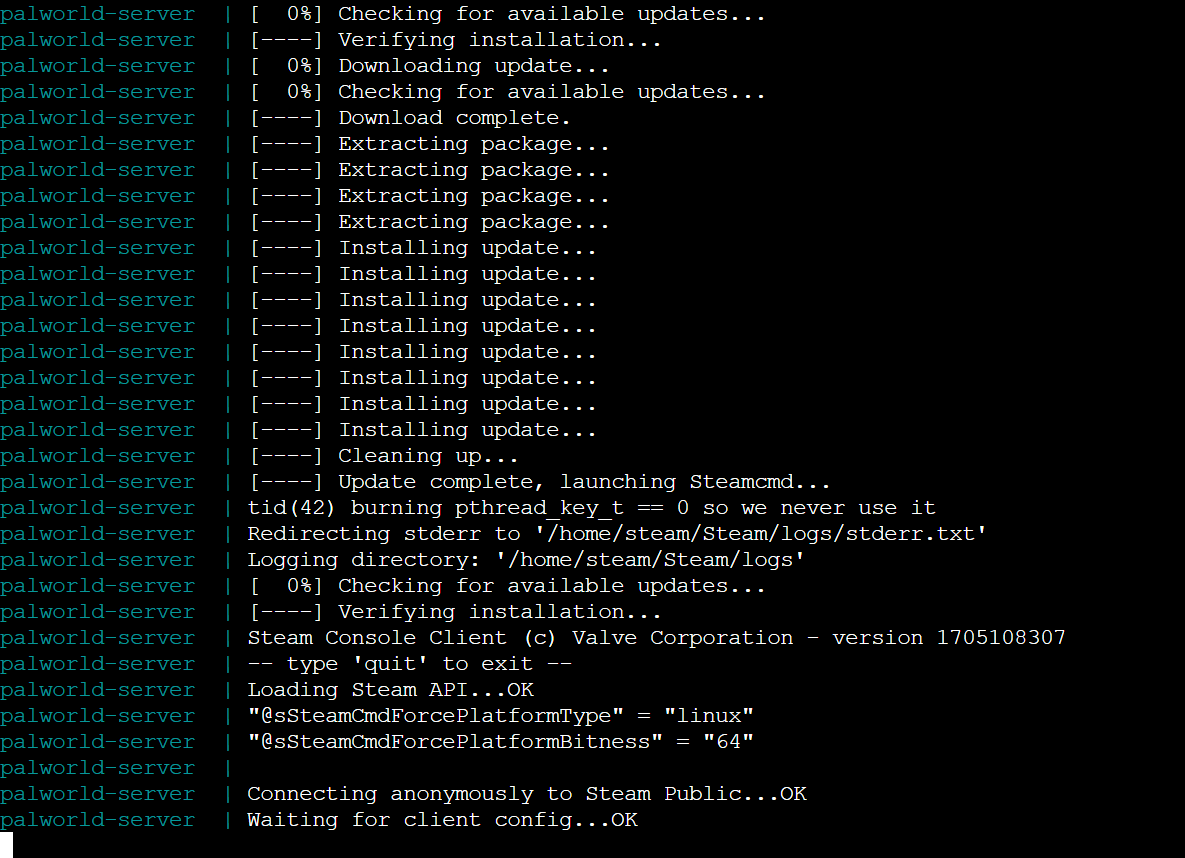 palworld-server  | [  0%] Checking for available updates...
palworld-server  | [----] Verifying installation...
palworld-server  | [  0%] Downloading update...
palworld-server  | [  0%] Checking for available updates...
palworld-server  | [----] Download complete.
palworld-server  | [----] Extracting package...
palworld-server  | [----] Extracting package...
palworld-server  | [----] Extracting package...
palworld-server  | [----] Extracting package...
palworld-server  | [----] Installing update...
palworld-server  | [----] Installing update...
palworld-server  | [----] Installing update...
palworld-server  | [----] Installing update...
palworld-server  | [----] Installing update...
palworld-server  | [----] Installing update...
palworld-server  | [----] Installing update...
palworld-server  | [----] Installing update...
palworld-server  | [----] Cleaning up...
palworld-server  | [----] Update complete, launching Steamcmd...
palworld-server  | tid(42) burning pthread_key_t == 0 so we never use it
palworld-server  | Redirecting stderr to '/home/steam/Steam/logs/stderr.txt'
palworld-server  | Logging directory: '/home/steam/Steam/logs'
palworld-server  | [  0%] Checking for available updates...
palworld-server  | [----] Verifying installation...
palworld-server  | Steam Console Client (c) Valve Corporation - version 1705108307
palworld-server  | -- type 'quit' to exit --
palworld-server  | Loading Steam API...OK
palworld-server  | "@sSteamCmdForcePlatformType" = "linux"
palworld-server  | "@sSteamCmdForcePlatformBitness" = "64"
palworld-server  |
palworld-server  | Connecting anonymously to Steam Public...OK
palworld-server  | Waiting for client config...OK